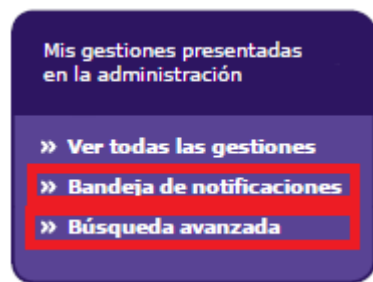 Mis gestiones presentadas
en la administración
» Ver todas las gestiones
» Bandeja de notificaciones
» Búsqueda avanzada